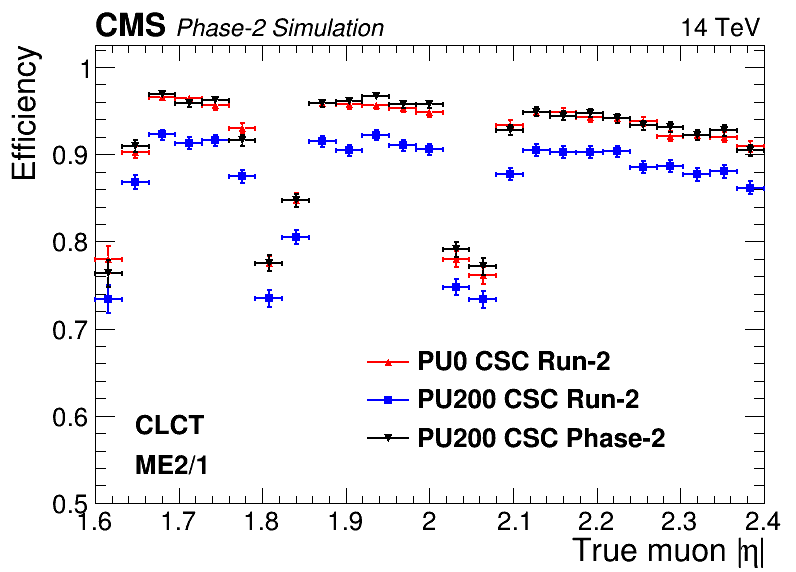 CMS Phase-2 Simulation 14 TeV
Efficiency
1
0.9
0.8
0.7
0.6
0.5
PU0 CSC Run-2
PU200 CSC Run-2
PU200 CSC Phase-2
CLCT
ME2/1
1.6 1.7 1.8 1.9 2 2.1 2.2 2.3 2.4
True muon |η|